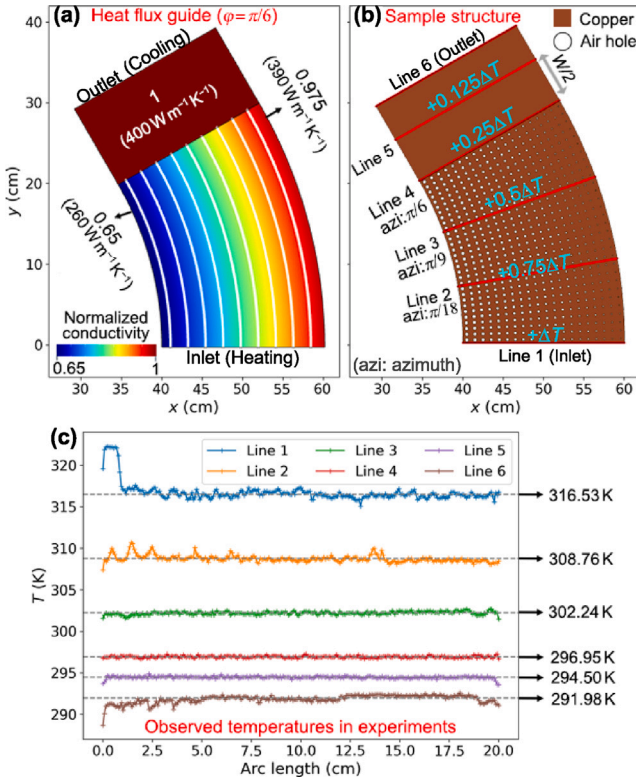 (a) Heat flux guide (φ=π/6)
Outlet (Cooling)
1
(400 W m⁻¹ K⁻¹)
0.975
(390 W m⁻¹ K⁻¹)
0.65
(260 W m⁻¹ K⁻¹)
Normalized
conductivity
0.65 1
Inlet (Heating)
40
30
20
10
0
y (cm)
30 35 40 45 50 55 60
x (cm)
(b) Sample structure
Copper
Air hole
Line 6 (Outlet)
W/2
+0.125ΔT
Line 5
+0.25ΔT
Line 4
azi:π/6
+0.5ΔT
Line 3
azi:π/9
+0.75ΔT
Line 2
azi:π/18
+ΔT
(azi: azimuth) Line 1 (Inlet)
30 35 40 45 50 55 60
x (cm)
(c)
Line 1 Line 3 Line 5
Line 2 Line 4 Line 6
320
315
310
305
300
295
290
T (K)
316.53 K
308.76 K
302.24 K
296.95 K
294.50 K
291.98 K
Observed temperatures in experiments
0.0 2.5 5.0 7.5 10.0 12.5 15.0 17.5 20.0
Arc length (cm)